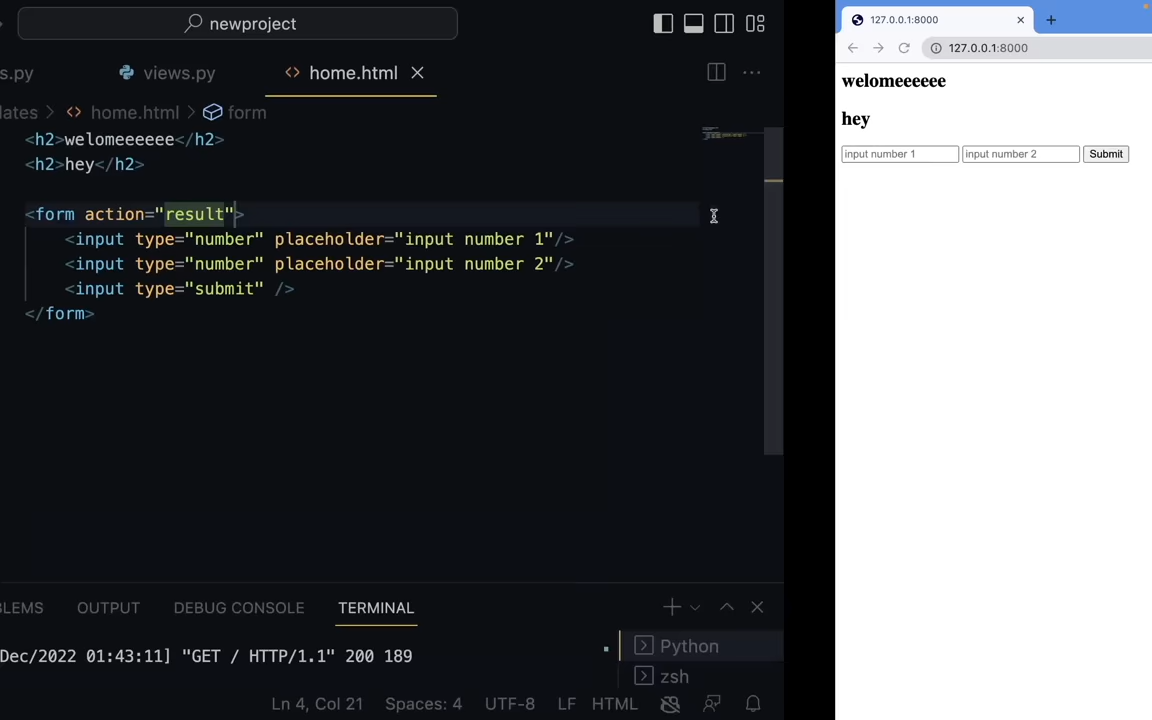 newproject
127.0.0.1:8000
127.0.0.1:8000
s.py views.py home.html
lates home.html form
<h2>welomeeeeee</h2>
<h2>hey</h2>
<form action="result">
<input type="number" placeholder="input number 1"/>
<input type="number" placeholder="input number 2"/>
<input type="submit" />
</form>
BLEMS OUTPUT DEBUG CONSOLE TERMINAL
Python
Dec/2022 01:43:11] "GET / HTTP/1.1" 200 189
zsh
Ln 4, Col 21 Spaces: 4 UTF-8 LF HTML
welomeeeeee
hey
input number 1 input number 2 Submit